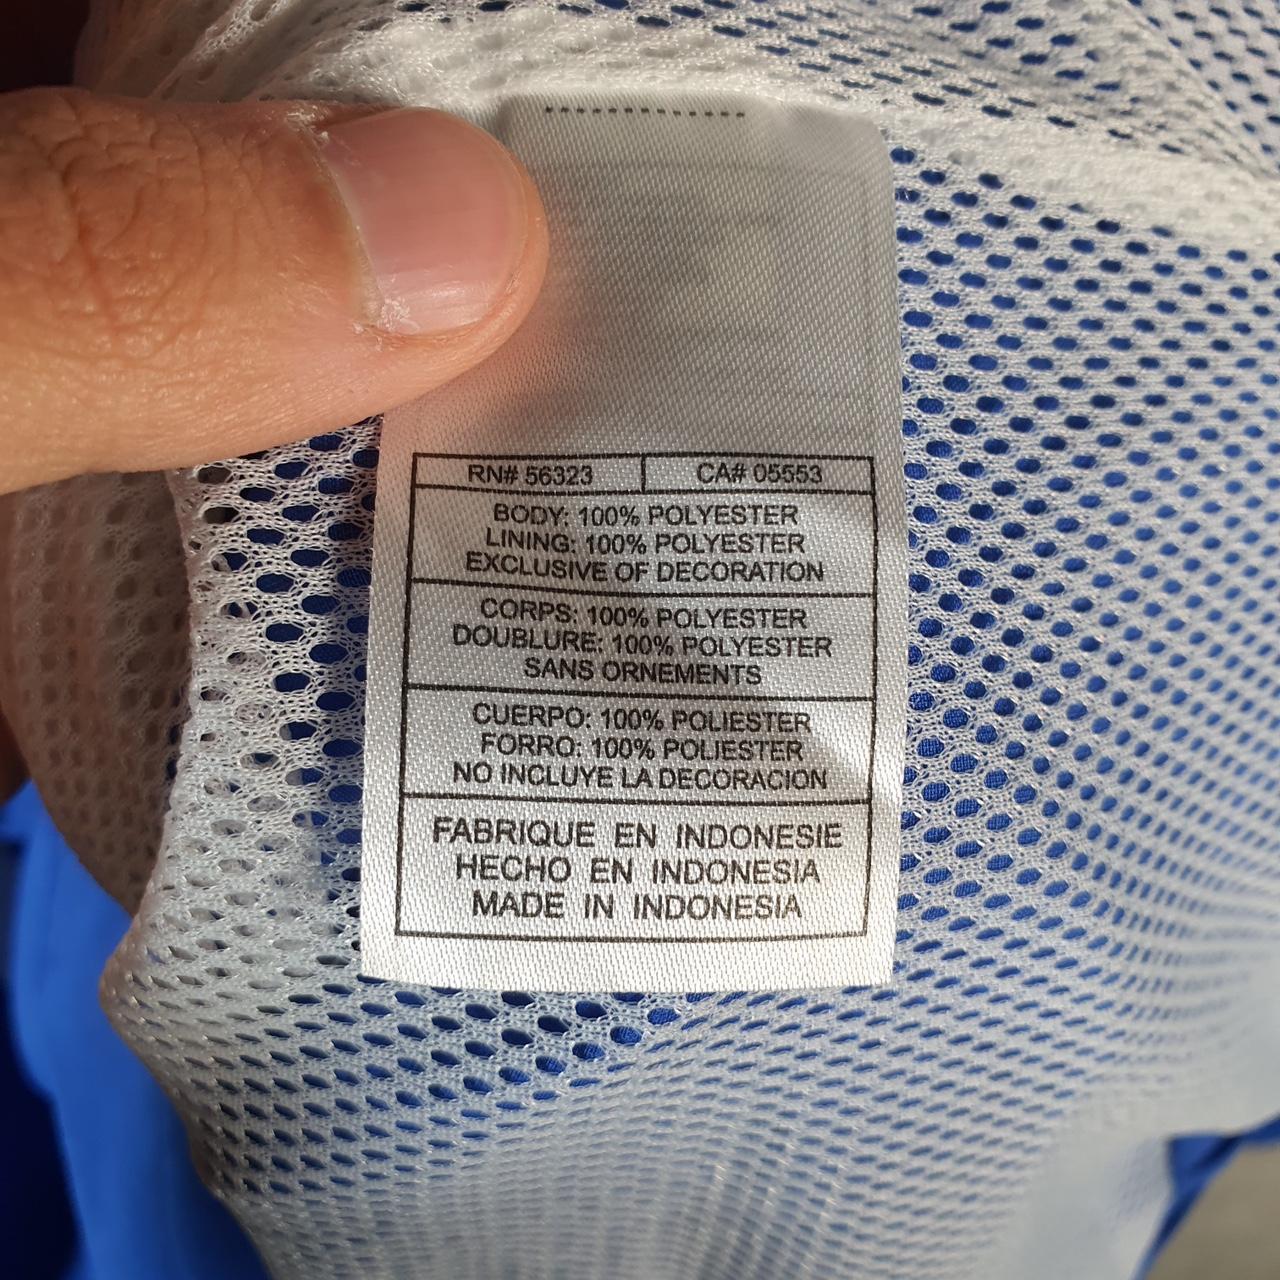 RN# 56323 CA# 05553
BODY: 100% POLYESTER
LINING: 100% POLYESTER
EXCLUSIVE OF DECORATION
CORPS: 100% POLYESTER
DOUBLURE: 100% POLYESTER
SANS ORNEMENTS
CUERPO: 100% POLIESTER
FORRO: 100% POLIESTER
NO INCLUYE LA DECORACION
FABRIQUE EN INDONESIE
HECHO EN INDONESIA
MADE IN INDONESIA